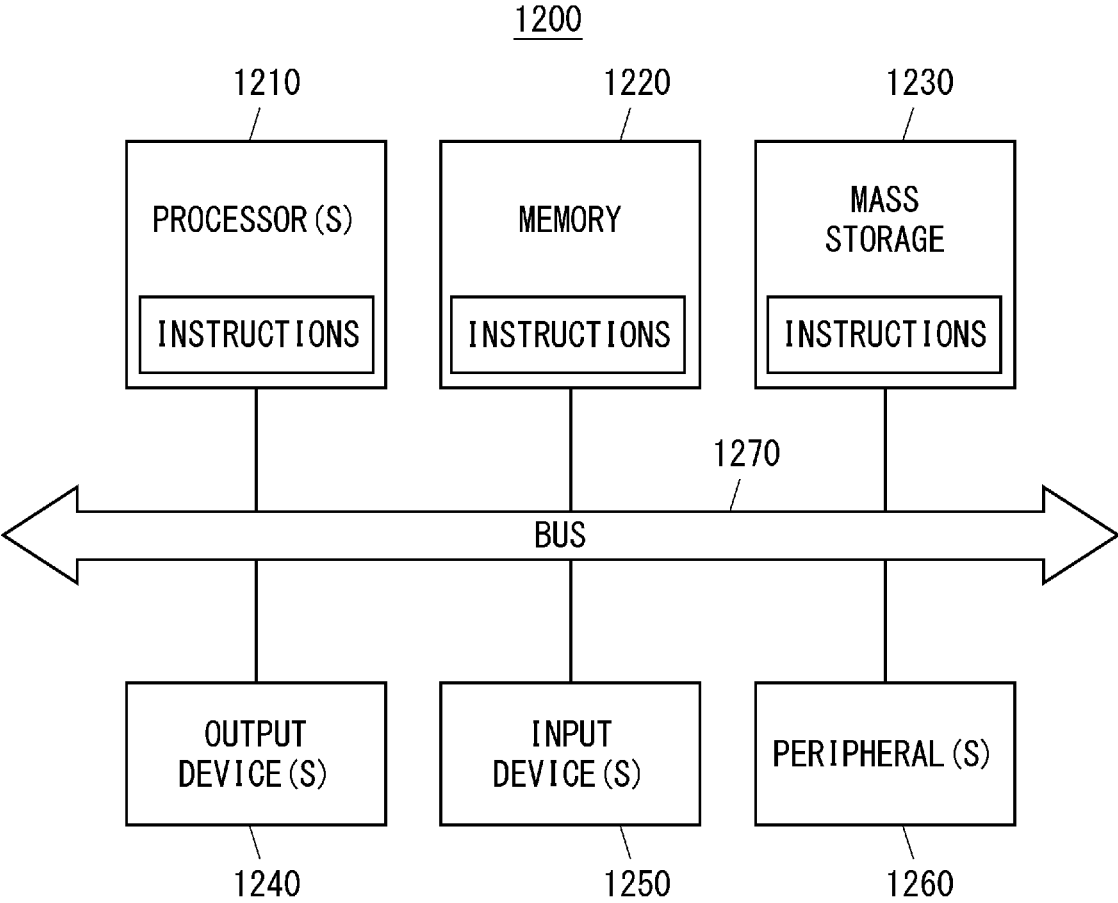 1200
1210
1220
1230
PROCESSOR(S)
MEMORY
MASS
STORAGE
INSTRUCTIONS
INSTRUCTIONS
INSTRUCTIONS
1270
BUS
OUTPUT
DEVICE(S)
INPUT
DEVICE(S)
PERIPHERAL(S)
1240
1250
1260